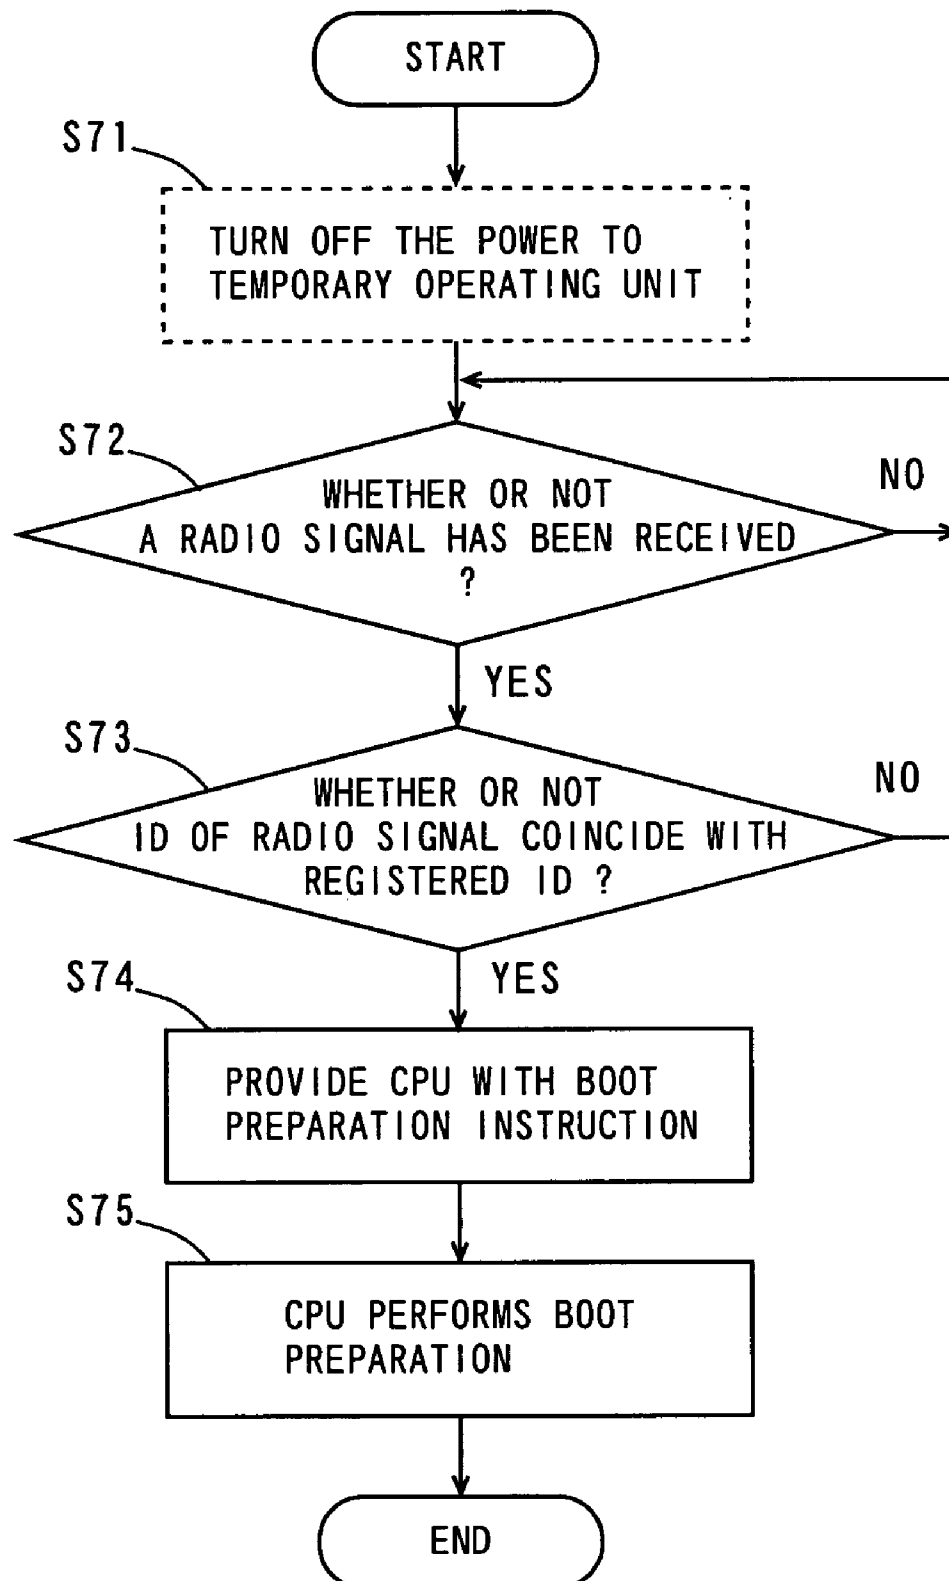 START
S71
TURN OFF THE POWER TO
TEMPORARY OPERATING UNIT
S72
WHETHER OR NOT
A RADIO SIGNAL HAS BEEN RECEIVED
?
NO
YES
S73
WHETHER OR NOT
ID OF RADIO SIGNAL COINCIDE WITH
REGISTERED ID ?
NO
YES
S74
PROVIDE CPU WITH BOOT
PREPARATION INSTRUCTION
S75
CPU PERFORMS BOOT
PREPARATION
END